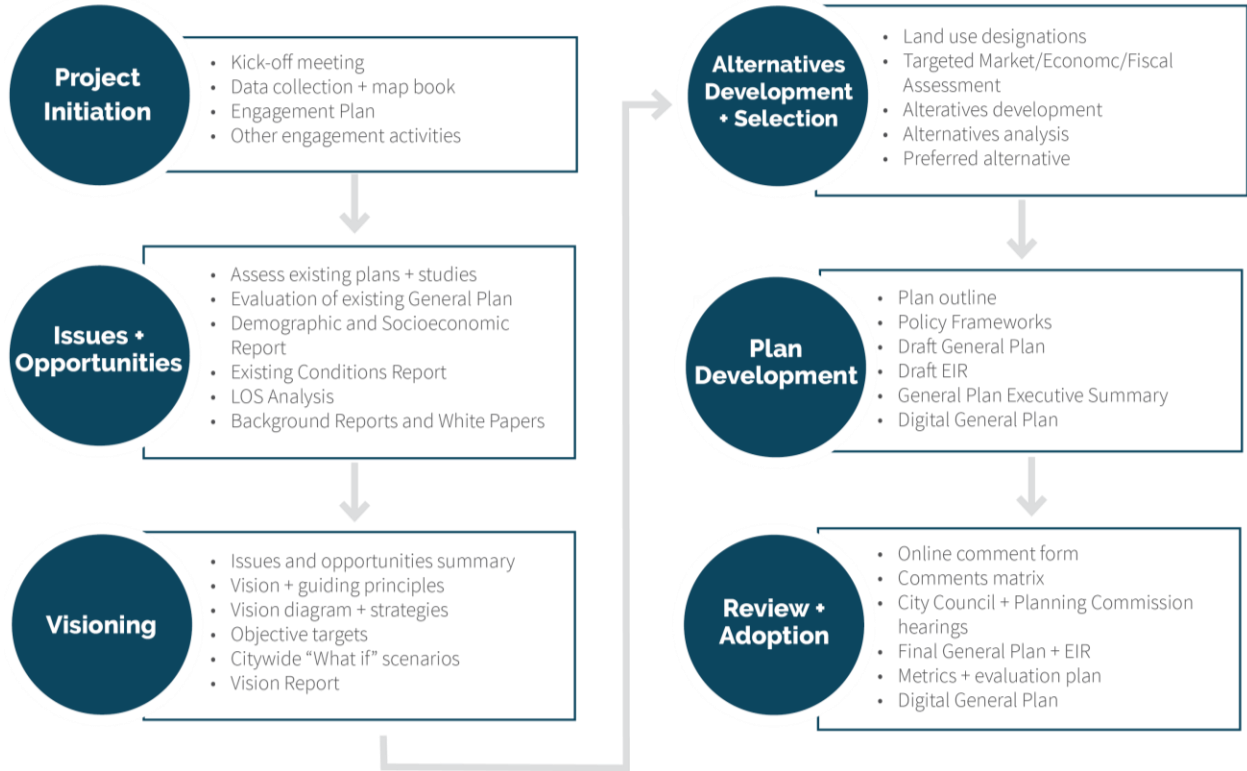 Project
Initiation
• Kick-off meeting
• Data collection + map book
• Engagement Plan
• Other engagement activities
Issues +
Opportunities
• Assess existing plans + studies
• Evaluation of existing General Plan
• Demographic and Socioeconomic
Report
• Existing Conditions Report
• LOS Analysis
• Background Reports and White Papers
Visioning
• Issues and opportunities summary
• Vision + guiding principles
• Vision diagram + strategies
• Objective targets
• Citywide “What if” scenarios
• Vision Report
Alternatives
Development
+ Selection
• Land use designations
• Targeted Market/Economc/Fiscal
Assessment
• Alteratives development
• Alternatives analysis
• Preferred alternative
Plan
Development
• Plan outline
• Policy Frameworks
• Draft General Plan
• Draft EIR
• General Plan Executive Summary
• Digital General Plan
Review +
Adoption
• Online comment form
• Comments matrix
• City Council + Planning Commission
hearings
• Final General Plan + EIR
• Metrics + evaluation plan
• Digital General Plan